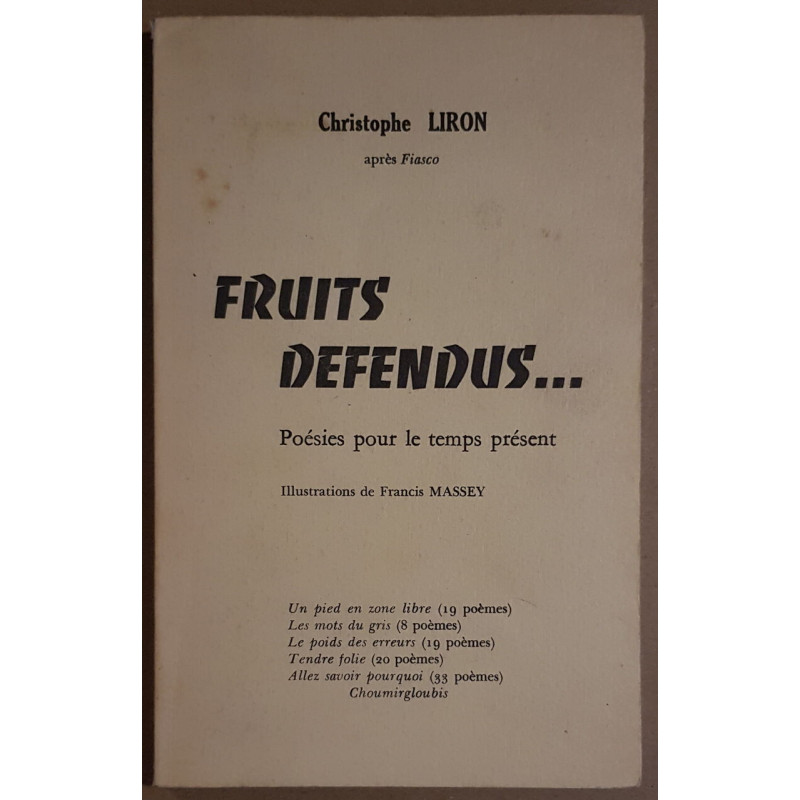 Christophe LIRON
après Fiasco
FRUITS
DEFENDUS...
Poésies pour le temps présent
Illustrations de Francis MASSEY
Un pied en zone libre (19 poèmes)
Les mots du gris (8 poèmes)
Le poids des erreurs (19 poèmes)
Tendre folie (20 poèmes)
Allez savoir pourquoi (33 poèmes)
Choumirgloubis